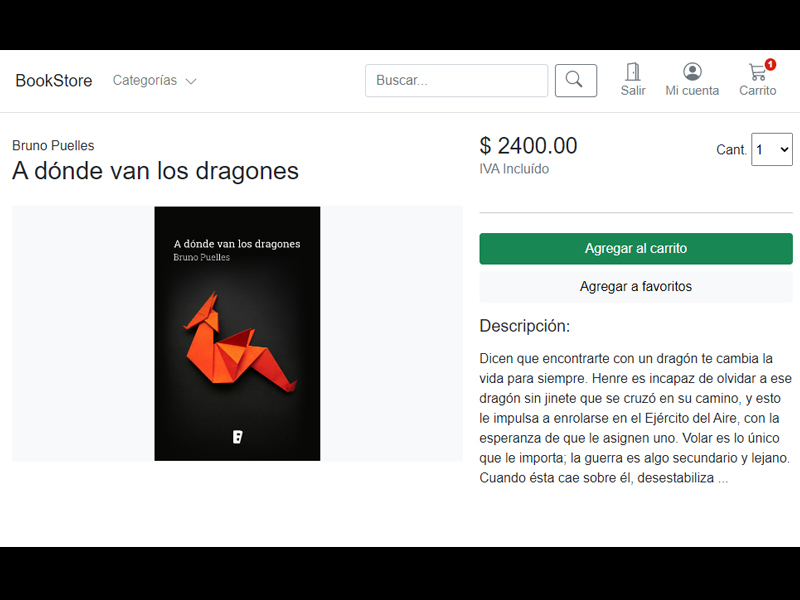 BookStore
Categorías
Buscar...
Salir
Mi cuenta
1
Carrito
Bruno Puelles
A dónde van los dragones
A dónde van los dragones
Bruno Puelles
$ 2400.00
IVA Incluído
Cant. 1
Agregar al carrito
Agregar a favoritos
Descripción:
Dicen que encontrarte con un dragón te cambia la
vida para siempre. Henre es incapaz de olvidar a ese
dragón sin jinete que se cruzó en su camino, y esto
le impulsa a enrolarse en el Ejército del Aire, con la
esperanza de que le asignen uno. Volar es lo único
que le importa; la guerra es algo secundario y lejano.
Cuando ésta cae sobre él, desestabiliza ...